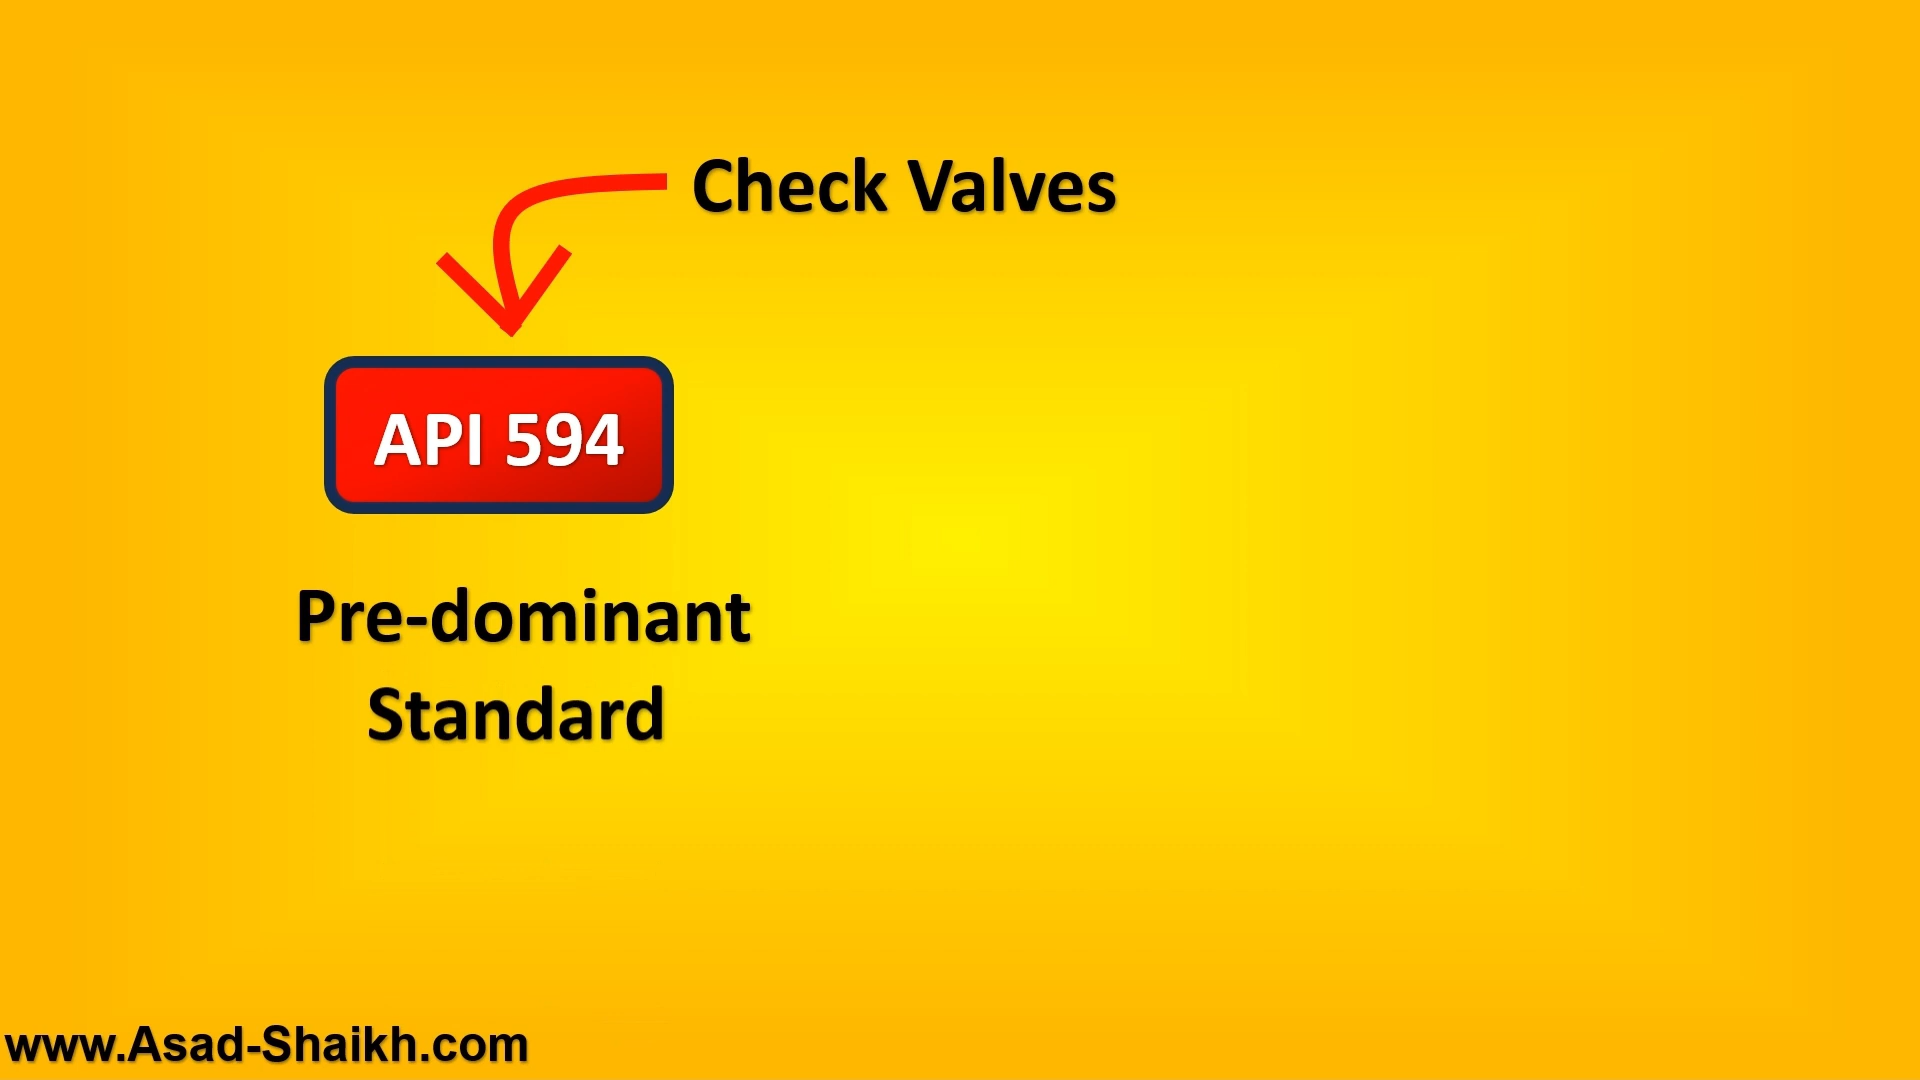 Check Valves
API 594
Pre-dominant
Standard
www.Asad-Shaikh.com